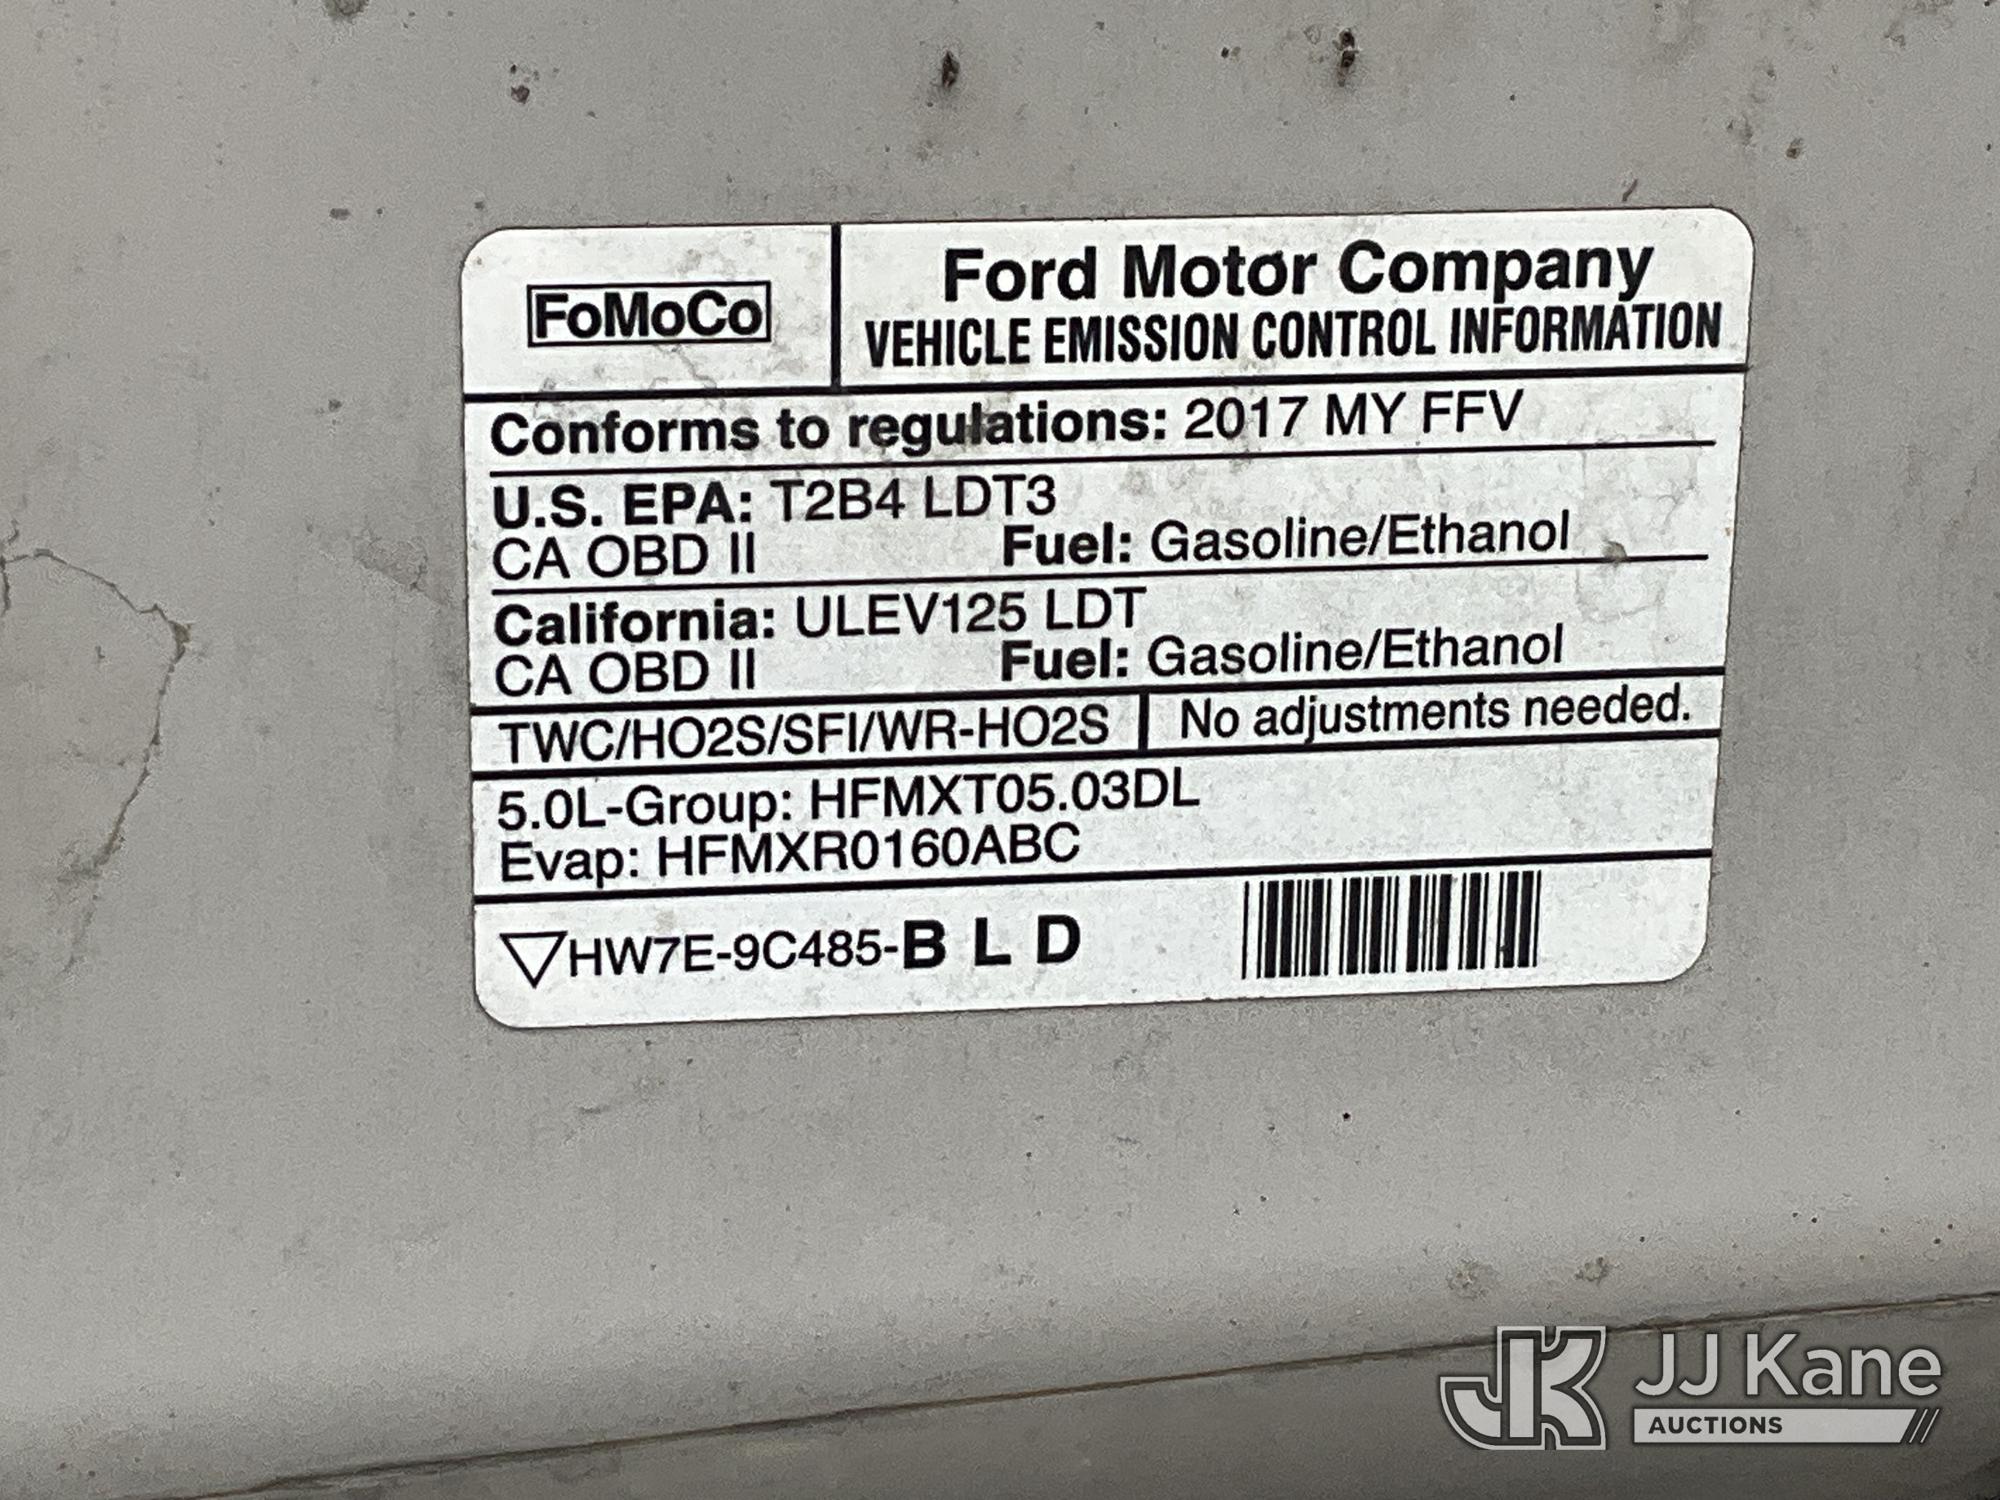 FoMoCo
Ford Motor Company
VEHICLE EMISSION CONTROL INFORMATION
Conforms to regulations: 2017 MY FFV
U.S. EPA: T2B4 LDT3
CA OBD II Fuel: Gasoline/Ethanol
California: ULEV125 LDT
CA OBD II Fuel: Gasoline/Ethanol
TWC/HO2S/SFI/WR-HO2S No adjustments needed.
5.0L-Group: HFMXT05.03DL
Evap: HFMXR0160ABC
HW7E-9C485-B L D
JK JJ Kane
AUCTIONS